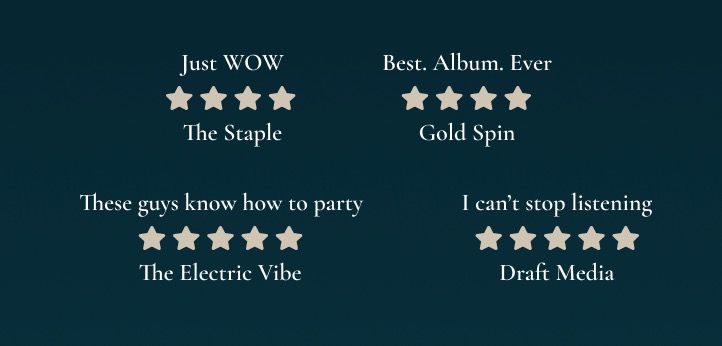 Just WOW
The Staple
Best. Album. Ever
Gold Spin
These guys know how to party
The Electric Vibe
I can’t stop listening
Draft Media